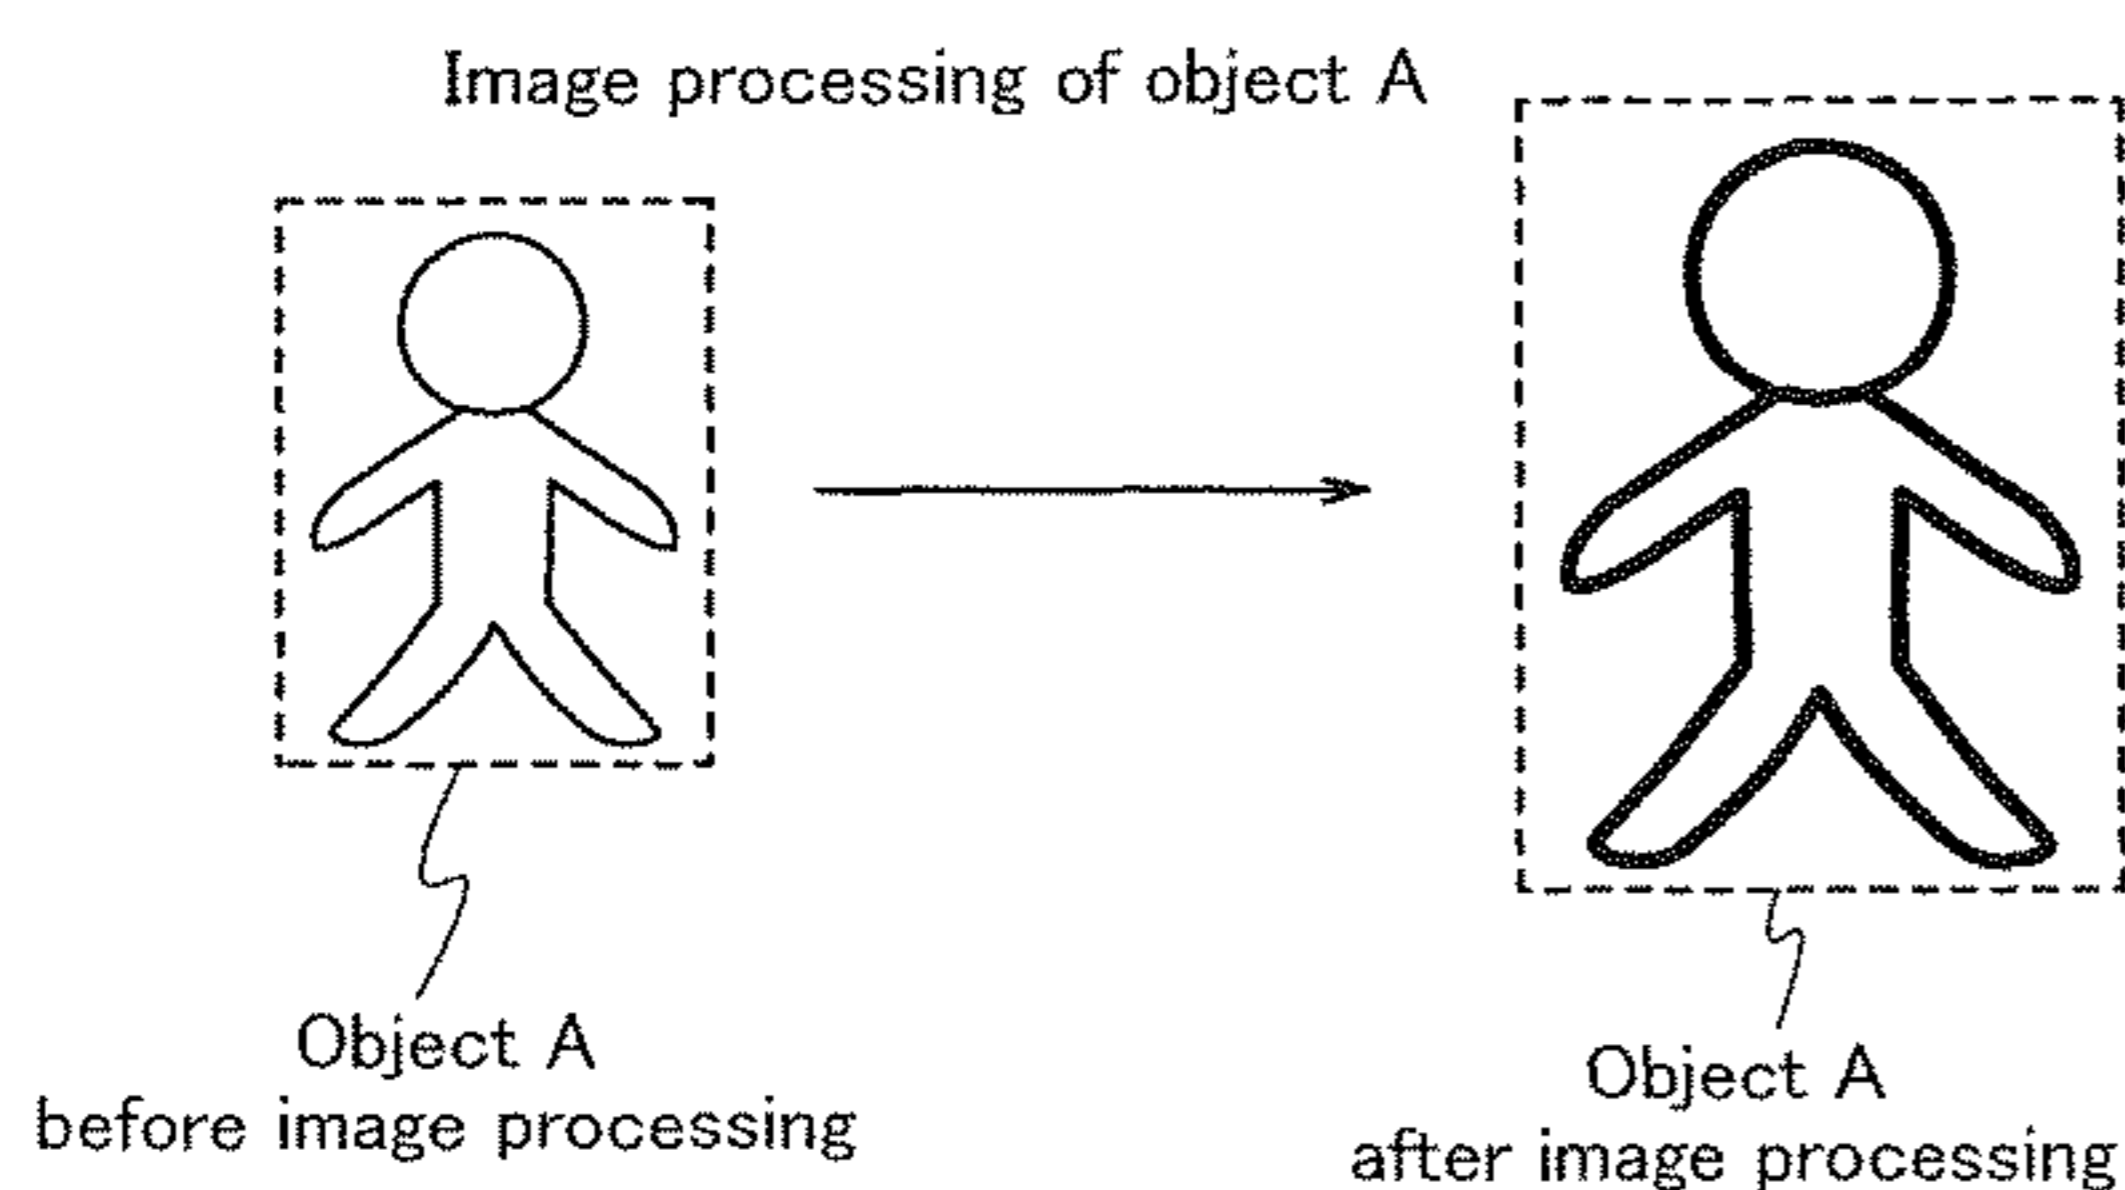 Image processing of object A
Object A
before image processing
Object A
after image processing